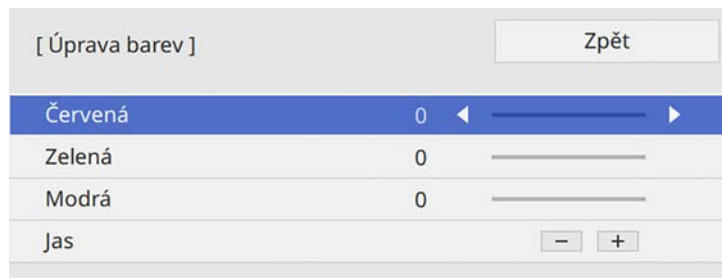 [ Úprava barev ] Zpět
Červená 0
Zelená 0
Modrá 0
Jas − +